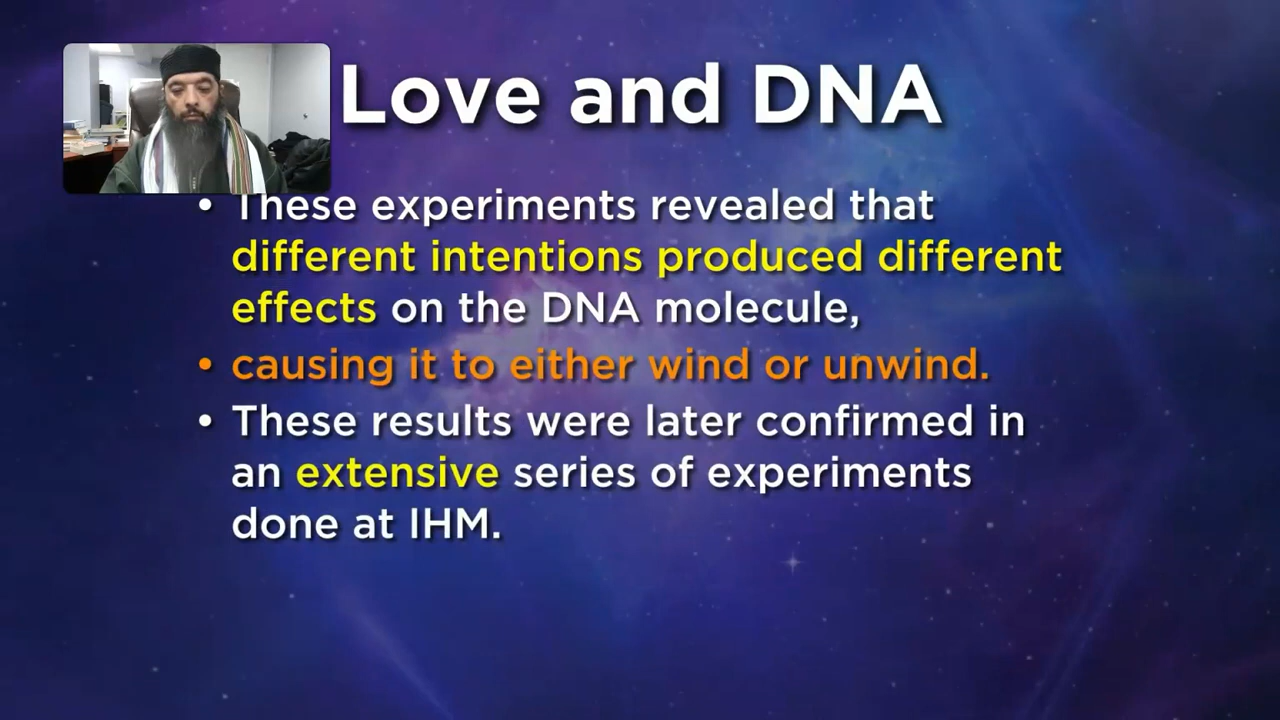 Love and DNA
• These experiments revealed that
different intentions produced different
effects on the DNA molecule,
• causing it to either wind or unwind.
• These results were later confirmed in
an extensive series of experiments
done at IHM.